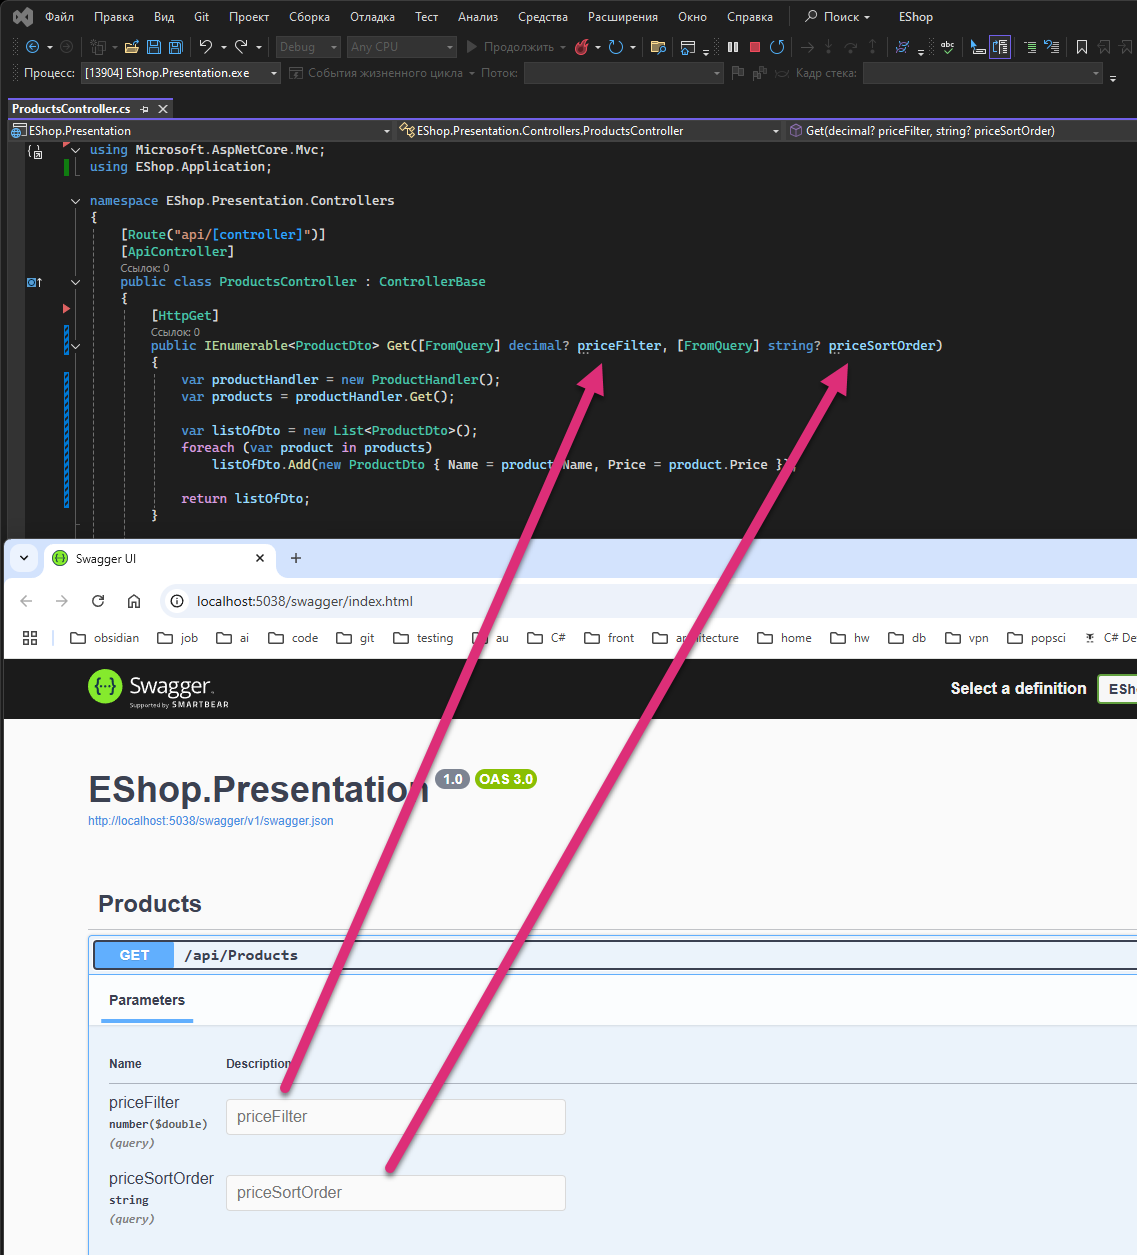 Файл Правка Вид Git Проект Сборка Отладка Тест Анализ Средства Расширения Окно Справка Поиск EShop
Debug Any CPU Продолжить
Процесс: [13904] EShop.Presentation.exe События жизненного цикла Поток: Кадр стека:
ProductsController.cs
EShop.Presentation EShop.Presentation.Controllers.ProductsController Get(decimal? priceFilter, string? priceSortOrder)
using Microsoft.AspNetCore.Mvc;
using EShop.Application;
namespace EShop.Presentation.Controllers
{
[Route("api/[controller]")]
[ApiController]
Ссылок: 0
public class ProductsController : ControllerBase
{
[HttpGet]
Ссылок: 0
public IEnumerable<ProductDto> Get([FromQuery] decimal? priceFilter, [FromQuery] string? priceSortOrder)
{
var productHandler = new ProductHandler();
var products = productHandler.Get();
var listOfDto = new List<ProductDto>();
foreach (var product in products)
listOfDto.Add(new ProductDto { Name = product.Name, Price = product.Price });
return listOfDto;
}
Swagger UI
localhost:5038/swagger/index.html
obsidian job ai code git testing au C# front architecture home hw db vpn popsci C# De
Swagger
Supported by SMARTBEAR
Select a definition ESh
EShop.Presentation 1.0 OAS 3.0
http://localhost:5038/swagger/v1/swagger.json
Products
GET /api/Products
Parameters
Name Description
priceFilter
number($double)
(query)
priceFilter
priceSortOrder
string
(query)
priceSortOrder